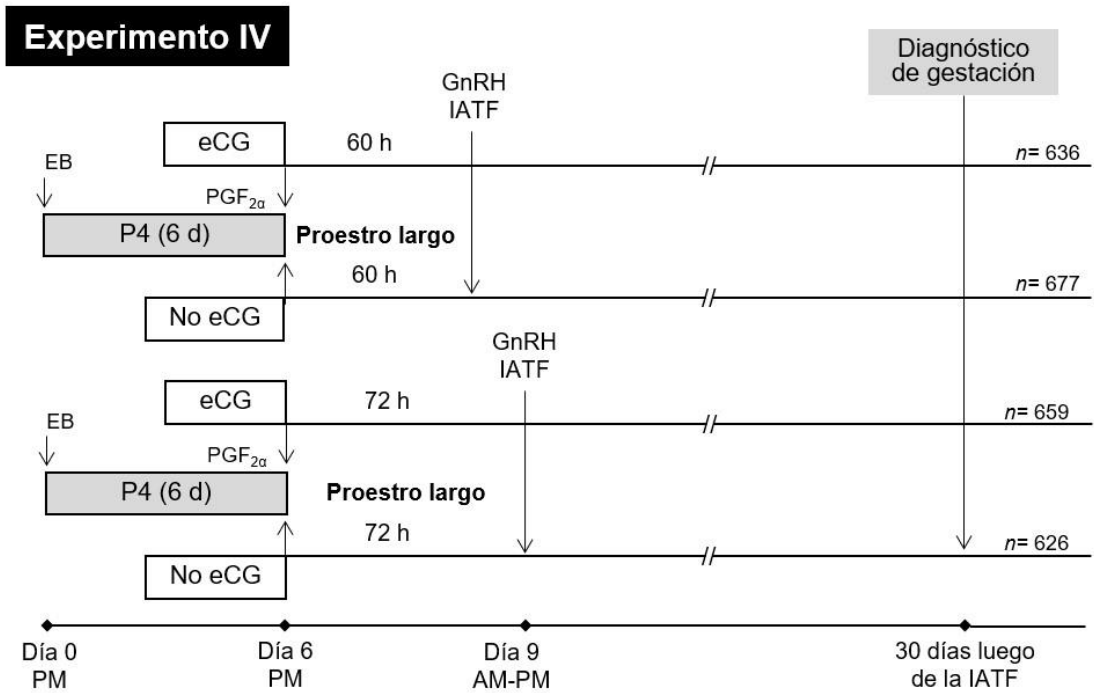 Experimento IV
Diagnóstico
de gestación
GnRH
IATF
eCG
60 h
n= 636
EB
PGF2α
P4 (6 d)
Proestro largo
60 h
n= 677
No eCG
GnRH
IATF
eCG
72 h
n= 659
EB
PGF2α
P4 (6 d)
Proestro largo
72 h
n= 626
No eCG
Día 0
PM
Día 6
PM
Día 9
AM-PM
30 días luego
de la IATF